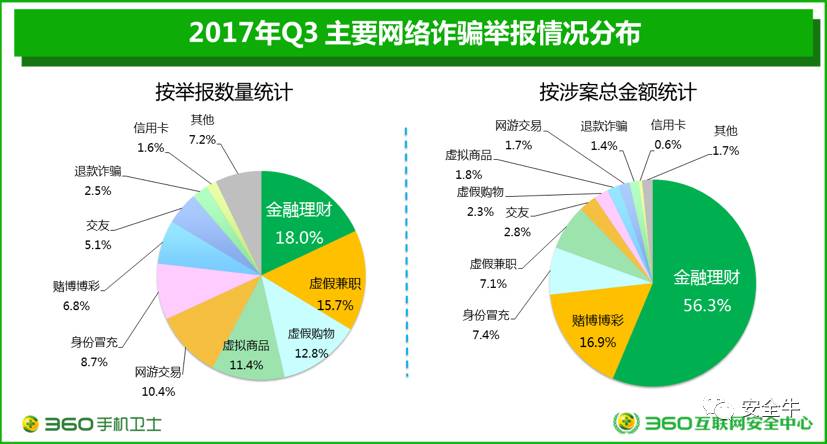 2017年Q3 主要网络诈骗举报情况分布
按举报数量统计
其他
7.2%
信用卡
1.6%
退款诈骗
2.5%
交友
5.1%
赌博博彩
6.8%
身份冒充
8.7%
网游交易
10.4%
虚拟商品
11.4%
虚假购物
12.8%
虚假兼职
15.7%
金融理财
18.0%
按涉案总金额统计
网游交易
1.7%
退款诈骗
1.4%
信用卡
0.6%
其他
1.7%
虚拟商品
1.8%
虚假购物
2.3%
交友
2.8%
虚假兼职
7.1%
身份冒充
7.4%
赌博博彩
16.9%
金融理财
56.3%
360手机卫士
安全牛
360互联网安全中心